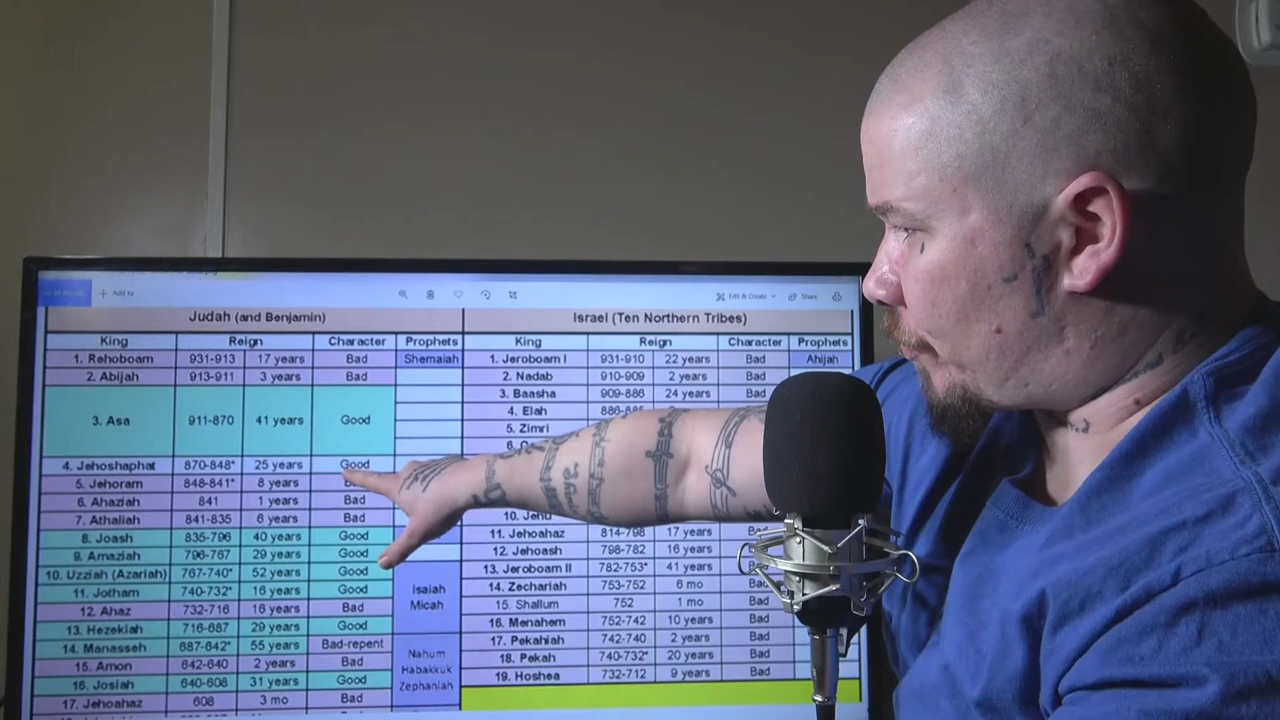 + Add to Edit & Create Share
Judah (and Benjamin) Israel (Ten Northern Tribes)
King Reign Character Prophets King Reign Character Prophets
1. Rehoboam 931-913 17 years Bad Shemaiah 1. Jeroboam I 931-910 22 years Bad Ahijah
2. Abijah 913-911 3 years Bad 2. Nadab 910-909 2 years Bad
3. Baasha 909-886 24 years Bad
3. Asa 911-870 41 years Good 4. Elah 886-885
5. Zimri
4. Jehoshaphat 870-848* 25 years Good
5. Jehoram 848-841* 8 years
6. Ahaziah 841 1 years Bad
7. Athaliah 841-835 6 years Bad 10. Jehu
8. Joash 835-796 40 years Good 11. Jehoahaz 814-798 17 years Bad
9. Amaziah 796-767 29 years Good 12. Jehoash 798-782 16 years Bad
10. Uzziah (Azariah) 767-740* 52 years Good 13. Jeroboam II 782-753* 41 years Bad
11. Jotham 740-732* 16 years Good Isaiah 14. Zechariah 753-752 6 mo Bad
12. Ahaz 732-716 16 years Bad Micah 15. Shallum 752 1 mo Bad
13. Hezekiah 716-687 29 years Good 16. Menahem 752-742 10 years Bad
14. Manasseh 687-642* 55 years Bad-repent Nahum 17. Pekahiah 742-740 2 years Bad
15. Amon 642-640 2 years Bad Habakkuk 18. Pekah 740-732* 20 years Bad
16. Josiah 640-608 31 years Good Zephaniah 19. Hoshea 732-712 9 years Bad
17. Jehoahaz 608 3 mo Bad